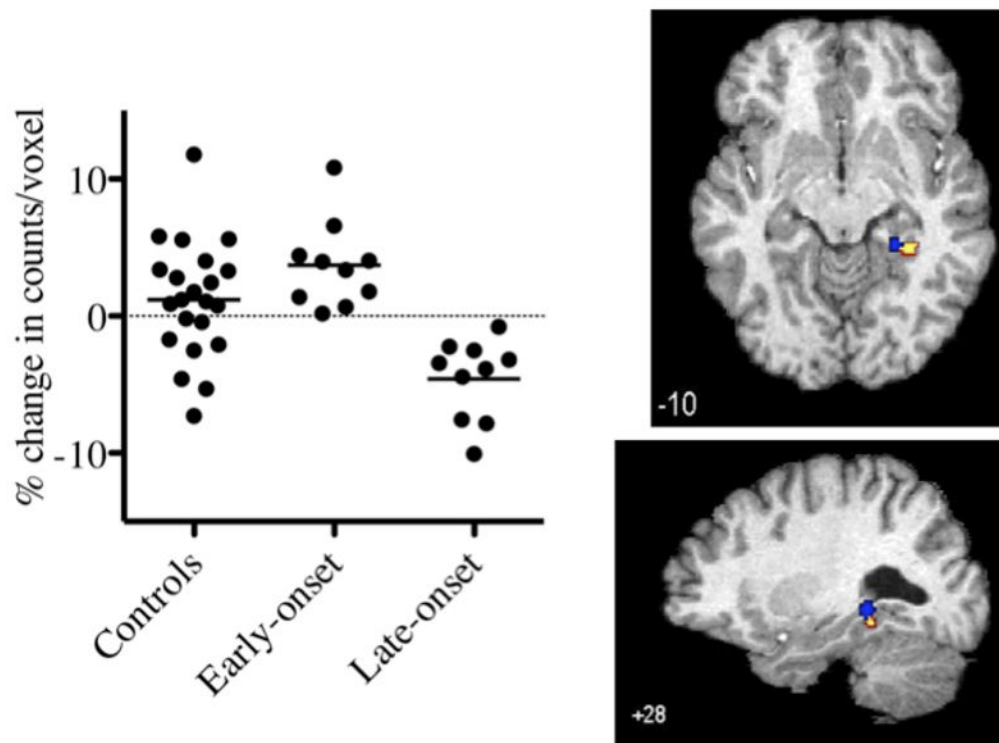 % change in counts/voxel
10
0
-10
Controls
Early-onset
Late-onset
-10
+28